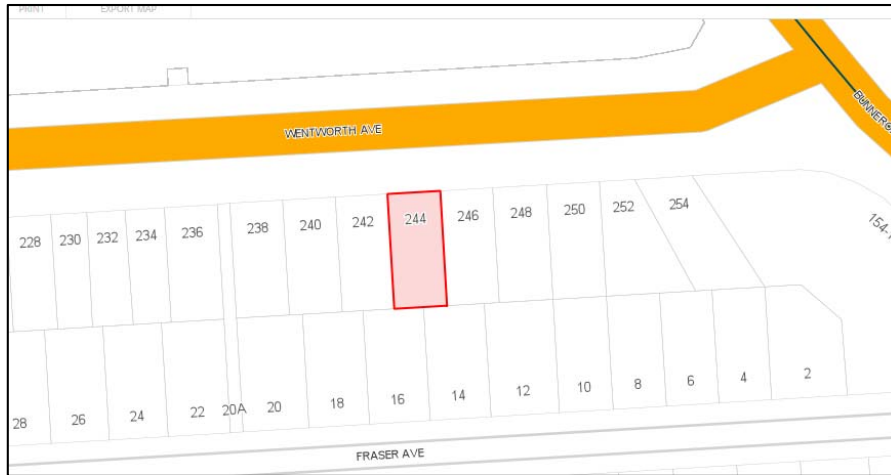 PRINT EXPORT MAP
WENTWORTH AVE
228 230 232 234 236 238 240 242 244 246 248 250 252 254
28 26 24 22 20A 20 18 16 14 12 10 8 6 4 2
FRASER AVE